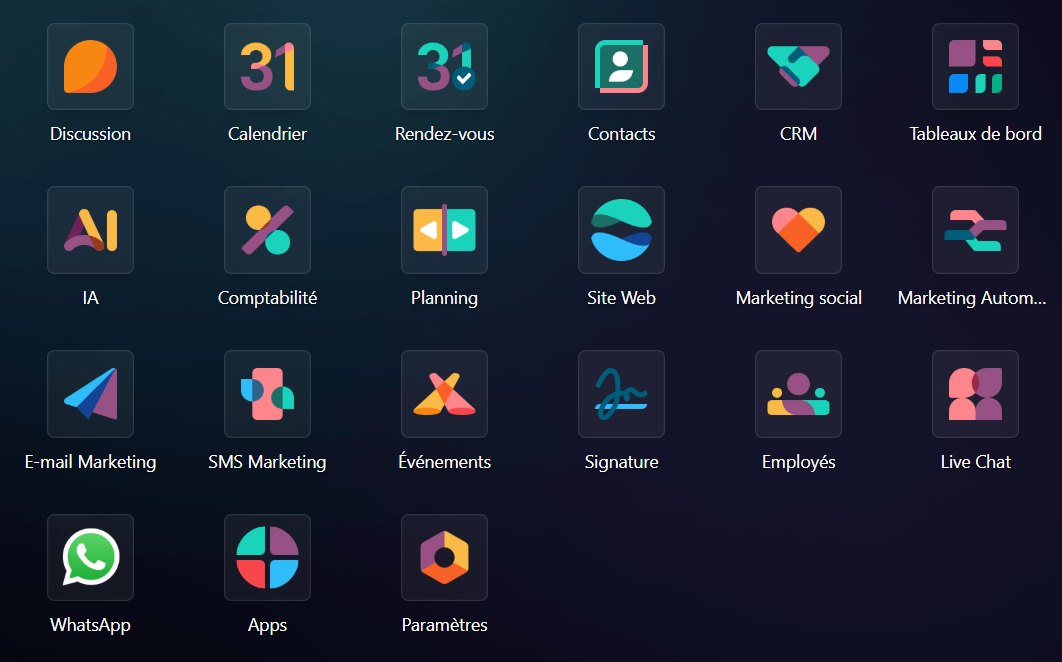 Discussion
Calendrier
Rendez-vous
Contacts
CRM
Tableaux de bord
IA
Comptabilité
Planning
Site Web
Marketing social
Marketing Autom...
E-mail Marketing
SMS Marketing
Événements
Signature
Employés
Live Chat
WhatsApp
Apps
Paramètres